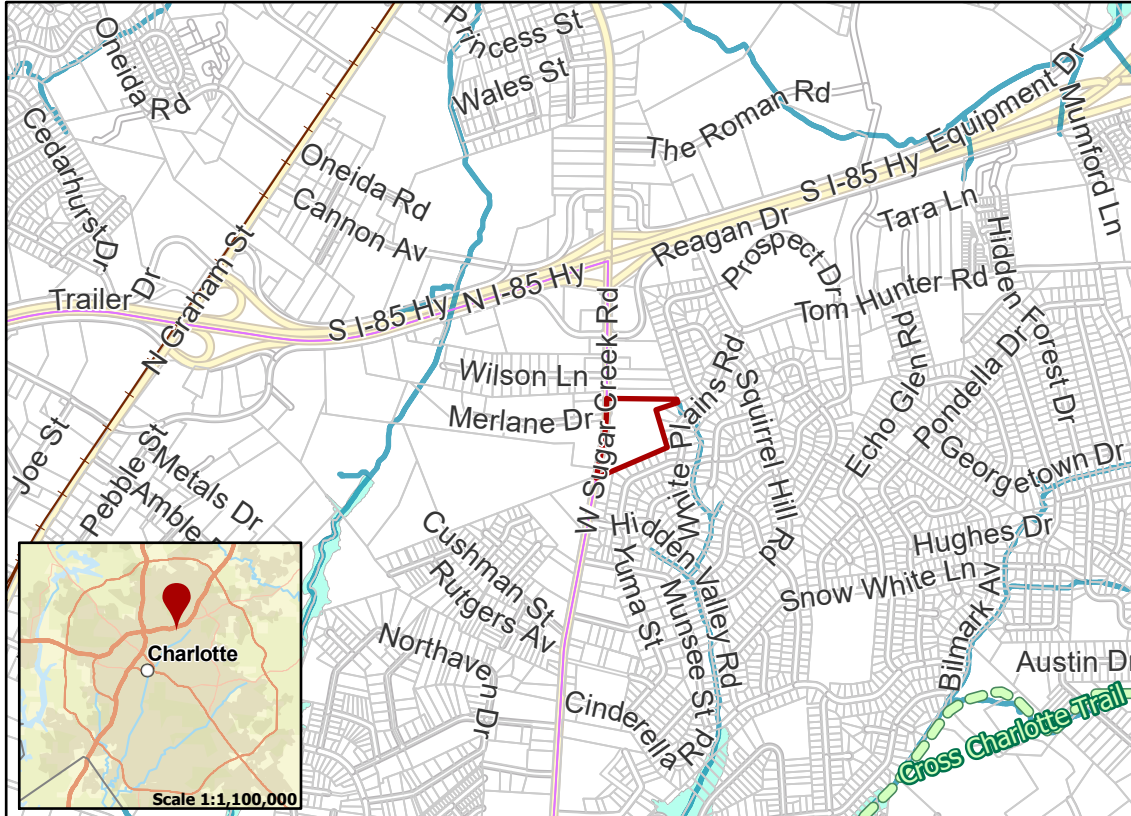 Princess St
Oneida Rd
Wales St
Equipment Dr
The Roman Rd
Mumford Ln
Cedarhurst Dr
Oneida Rd
S I-85 Hy
Cannon Av
Tara Ln
Reagan Dr
Hidden Forest Dr
Prospect Dr
N Graham St
Trailer Dr
N I-85 Hy
S I-85 Hy
Tom Hunter Rd
W Sugar Creek Rd
Echo Glen Rd
Pondella Dr
Wilson Ln
White Plains Rd
Squirrel Hill Rd
Merlane Dr
Joe St
Pebble St
Metals Dr
Georgetown Dr
Amble
Cushman St
Hidden Valley Rd
Hughes Dr
Rutgers Av
Yuma St
Snow White Ln
Munsee St
Bilmark Av
Northaven Dr
Charlotte
Austin Dr
Cinderella Rd
Cross Charlotte Trail
Scale 1:1,100,000